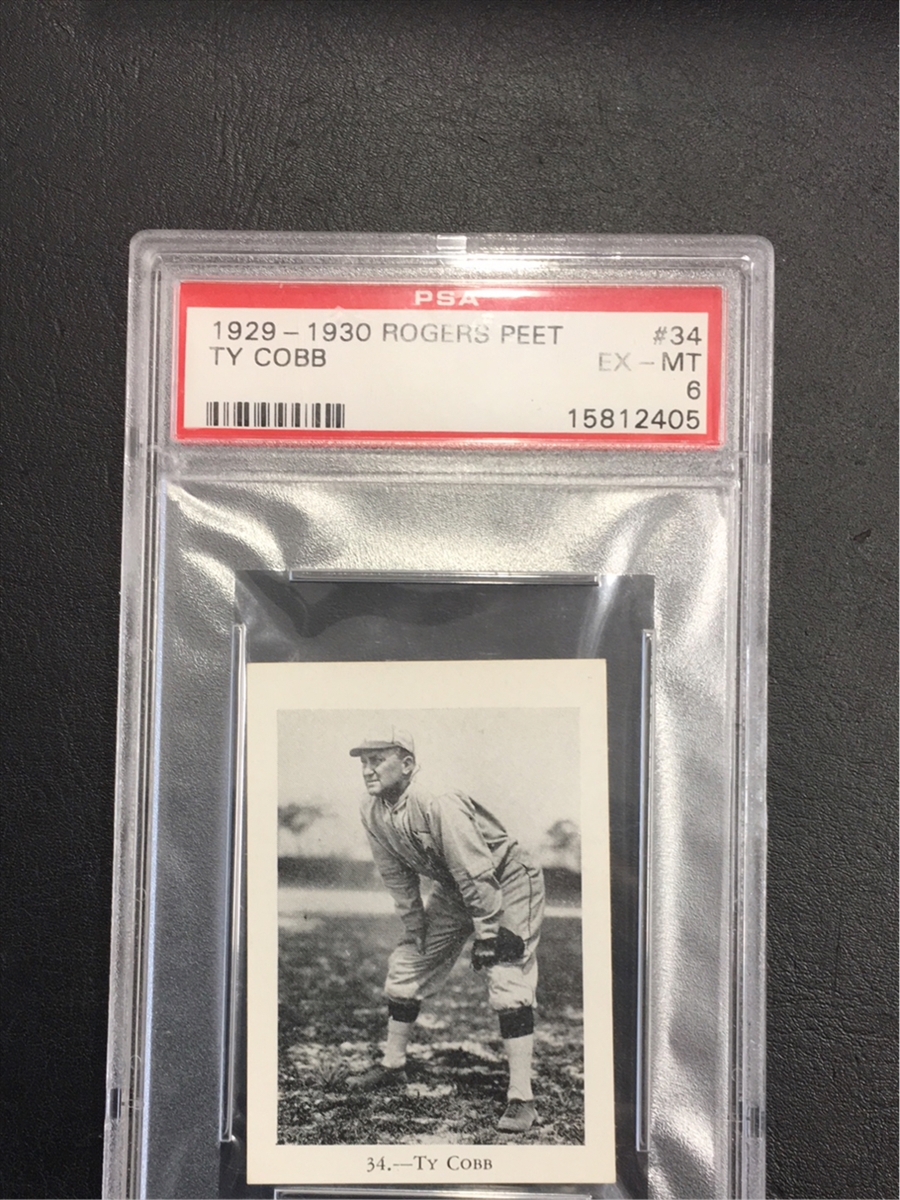 PSA
1929 – 1930 ROGERS PEET #34
TY COBB EX – MT
6
15812405
34.—Ty Cobb